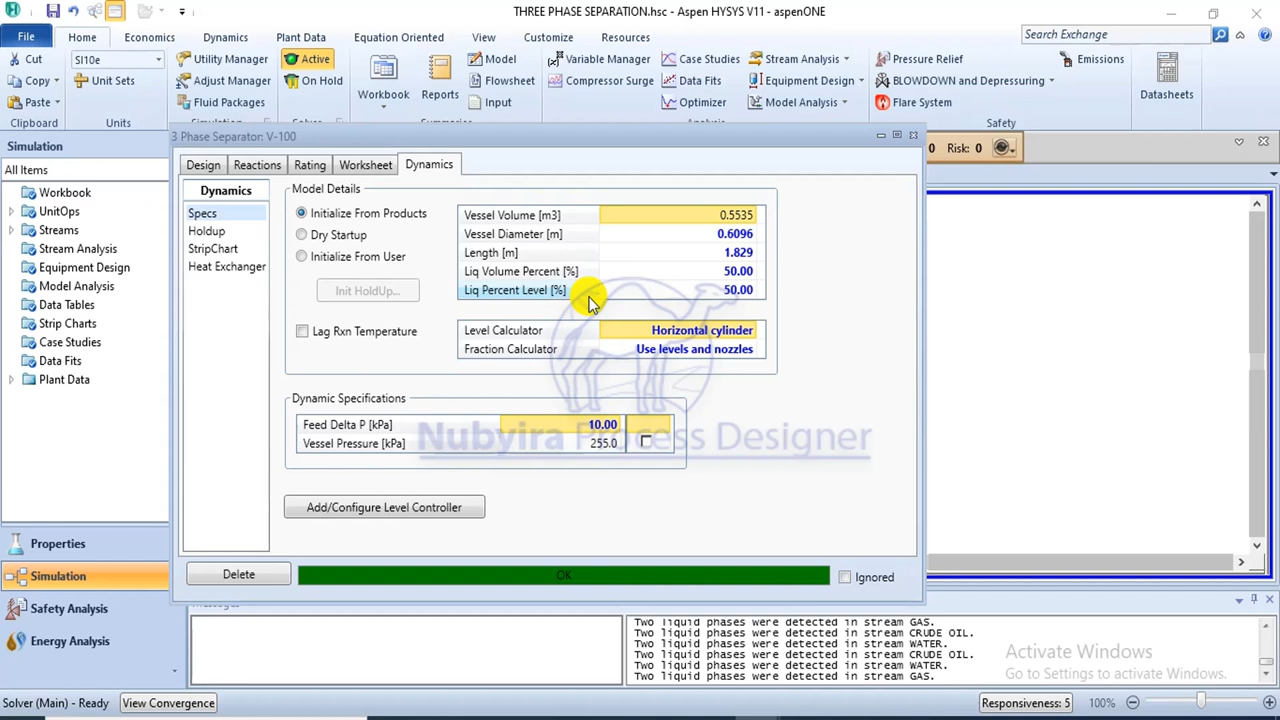 THREE PHASE SEPARATION.hsc - Aspen HYSYS V11 - aspenONE
File Home Economics Dynamics Plant Data Equation Oriented View Customize Resources Search Exchange
Cut
Copy
Paste
Clipboard
SI10e
Unit Sets
Units
Utility Manager
Adjust Manager
Fluid Packages
Simulation
Active
On Hold
Workbook
Reports
Model
Flowsheet
Input
Variable Manager
Compressor Surge
Case Studies
Data Fits
Optimizer
Analysis
Stream Analysis
Equipment Design
Model Analysis
Pressure Relief
BLOWDOWN and Depressuring
Flare System
Safety
Emissions
Datasheets
Simulation
All Items
Workbook
UnitOps
Streams
Stream Analysis
Equipment Design
Model Analysis
Data Tables
Strip Charts
Case Studies
Data Fits
Plant Data
Properties
Simulation
Safety Analysis
Energy Analysis
0 Risk: 0
3 Phase Separator: V-100
Design Reactions Rating Worksheet Dynamics
Dynamics
Specs
Holdup
StripChart
Heat Exchanger
Model Details
Initialize From Products
Dry Startup
Initialize From User
Init HoldUp...
Lag Rxn Temperature
Vessel Volume [m3] 0.5535
Vessel Diameter [m] 0.6096
Length [m] 1.829
Liq Volume Percent [%] 50.00
Liq Percent Level [%] 50.00
Level Calculator Horizontal cylinder
Fraction Calculator Use levels and nozzles
Dynamic Specifications
Feed Delta P [kPa] 10.00
Vessel Pressure [kPa] 255.0
Nubyira Process Designer
Add/Configure Level Controller
Delete
OK
Ignored
Two liquid phases were detected in stream GAS.
Two liquid phases were detected in stream CRUDE OIL.
Two liquid phases were detected in stream WATER.
Two liquid phases were detected in stream CRUDE OIL.
Two liquid phases were detected in stream WATER.
Two liquid phases were detected in stream GAS.
Activate Windows
Go to Settings to activate Windows.
Solver (Main) - Ready View Convergence Responsiveness: 5 100%